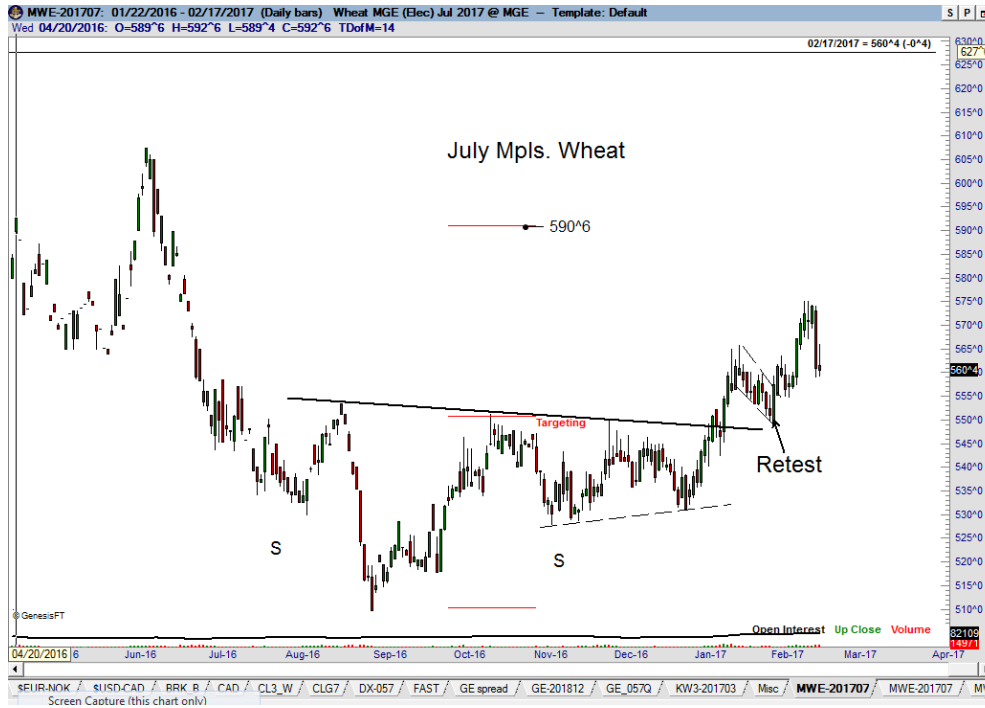 MWE-201707: 01/22/2016 - 02/17/2017 (Daily bars) Wheat MGE (Elec) Jul 2017 @ MGE – Template: Default
S P
Wed 04/20/2016: O=589^6 H=592^6 L=589^4 C=592^6 TDofM=14
02/17/2017 = 560^4 (-0^4)
630^0
625^0
620^0
615^0
610^0
605^0
600^0
595^0
590^0
585^0
580^0
575^0
570^0
565^0
560^4
555^0
550^0
545^0
540^0
535^0
530^0
525^0
520^0
515^0
510^0
July Mpls. Wheat
590^6
Targeting
Retest
S
S
© GenesisFT
Open Interest Up Close Volume
82109
14971
04/20/2016 6 Jun-16 Jul-16 Aug-16 Sep-16 Oct-16 Nov-16 Dec-16 Jan-17 Feb-17 Mar-17 Apr-17
$EUR-NOK $USD-CAD BRK_B CAD CL3_W CLG7 DX-057 FAST GE spread GE-201812 GE_057Q KW3-201703 Misc MWE-201707 MWE-201707
Screen Capture (this chart only)